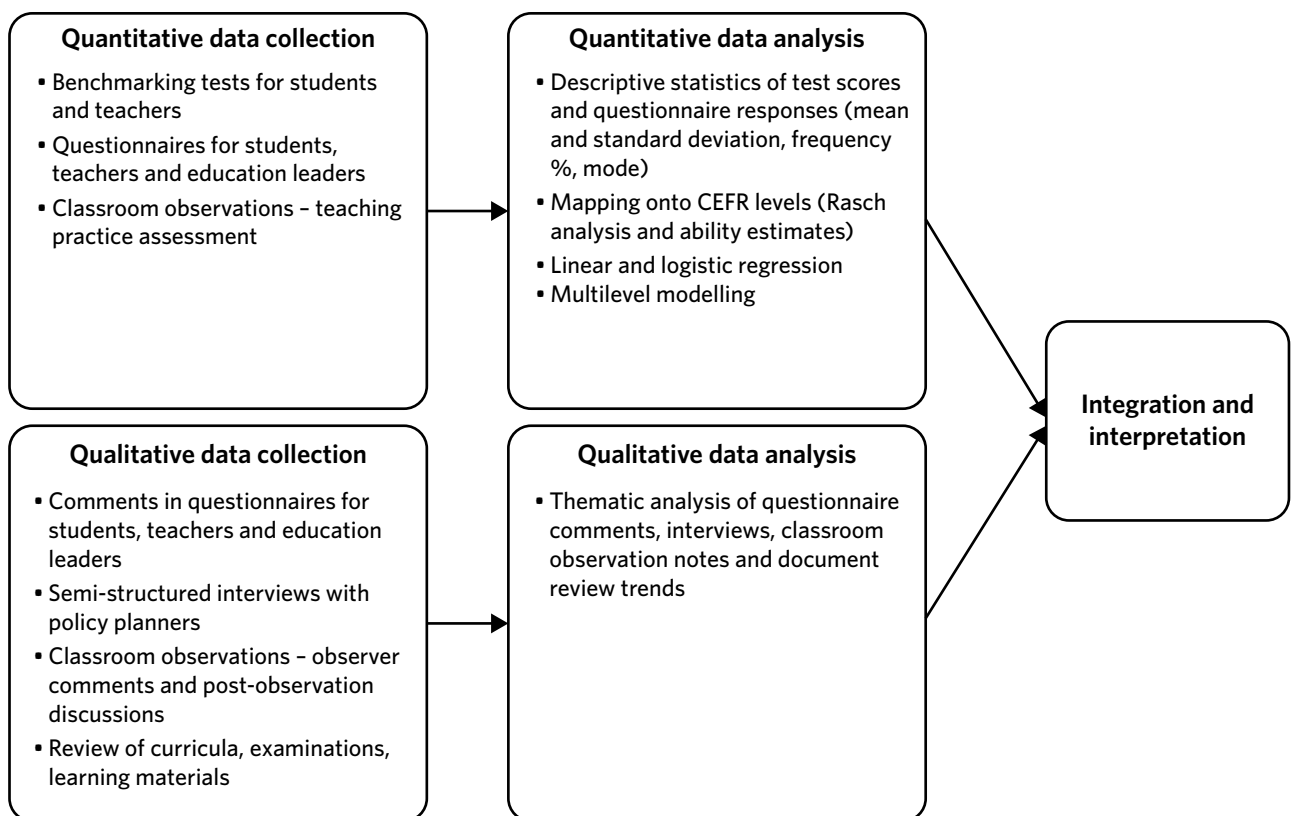 Quantitative data collection
▪ Benchmarking tests for students
and teachers
▪ Questionnaires for students,
teachers and education leaders
▪ Classroom observations – teaching
practice assessment
Quantitative data analysis
▪ Descriptive statistics of test scores
and questionnaire responses (mean
and standard deviation, frequency
%, mode)
▪ Mapping onto CEFR levels (Rasch
analysis and ability estimates)
▪ Linear and logistic regression
▪ Multilevel modelling
Qualitative data collection
▪ Comments in questionnaires for
students, teachers and education
leaders
▪ Semi-structured interviews with
policy planners
▪ Classroom observations – observer
comments and post-observation
discussions
▪ Review of curricula, examinations,
learning materials
Qualitative data analysis
▪ Thematic analysis of questionnaire
comments, interviews, classroom
observation notes and document
review trends
Integration and
interpretation